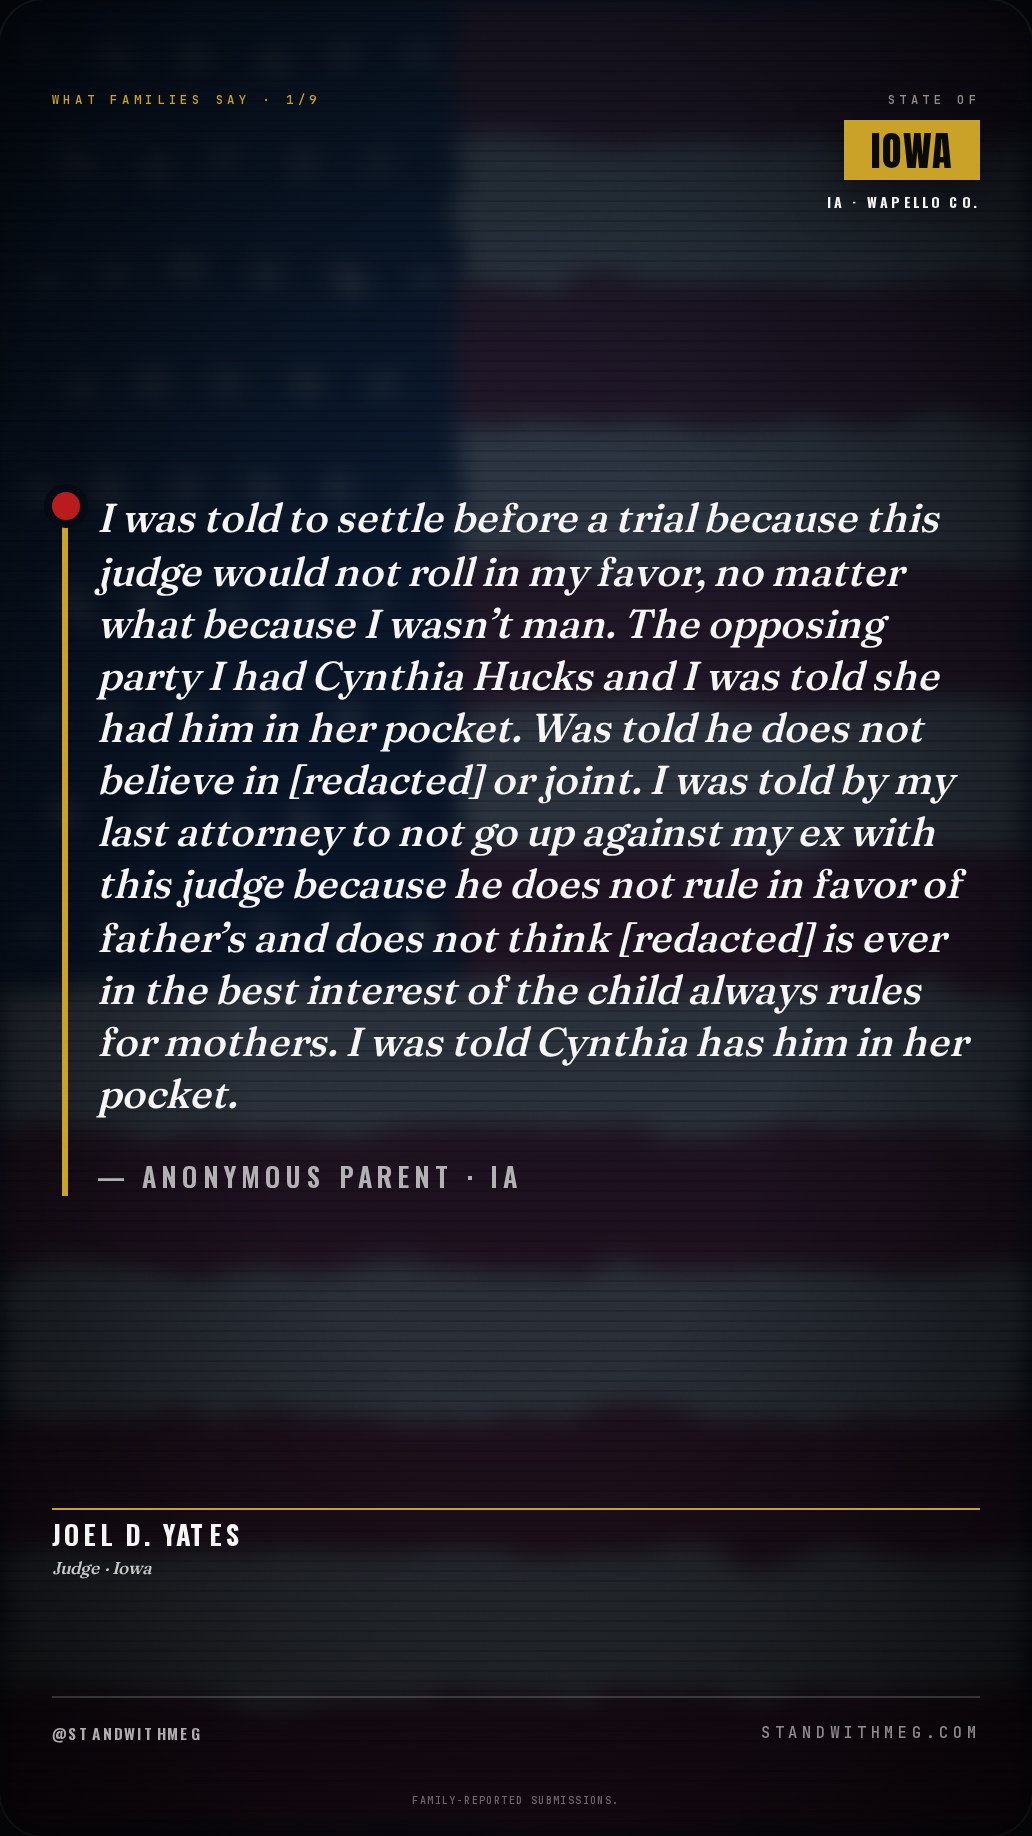 WHAT FAMILIES SAY · 1/9
STATE OF
IOWA
IA · WAPELLO CO.
I was told to settle before a trial because this
judge would not roll in my favor, no matter
what because I wasn’t man. The opposing
party I had Cynthia Hucks and I was told she
had him in her pocket. Was told he does not
believe in [redacted] or joint. I was told by my
last attorney to not go up against my ex with
this judge because he does not rule in favor of
father’s and does not think [redacted] is ever
in the best interest of the child always rules
for mothers. I was told Cynthia has him in her
pocket.
— ANONYMOUS PARENT · IA
JOEL D. YATES
Judge · Iowa
@STANDWITHMEG
STANDWITHMEG.COM
FAMILY-REPORTED SUBMISSIONS.